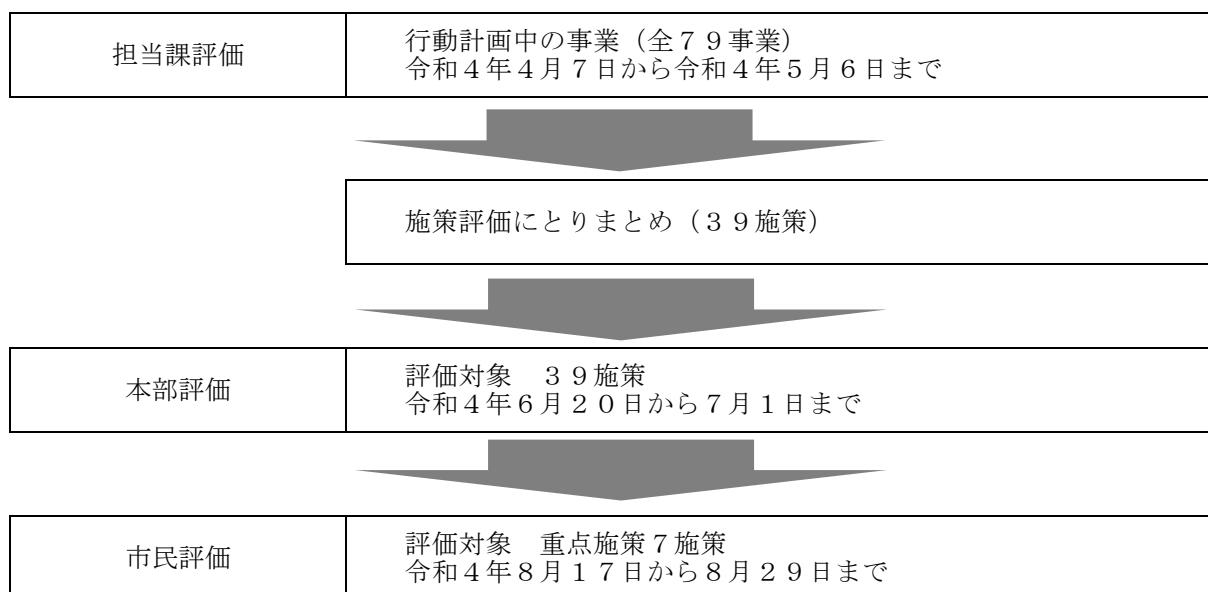 担当課評価
行動計画中の事業（全７９事業）
令和４年４月７日から令和４年５月６日まで
施策評価にとりまとめ（３９施策）
本部評価
評価対象　３９施策
令和４年６月２０日から７月１日まで
市民評価
評価対象　重点施策７施策
令和４年８月１７日から８月２９日まで